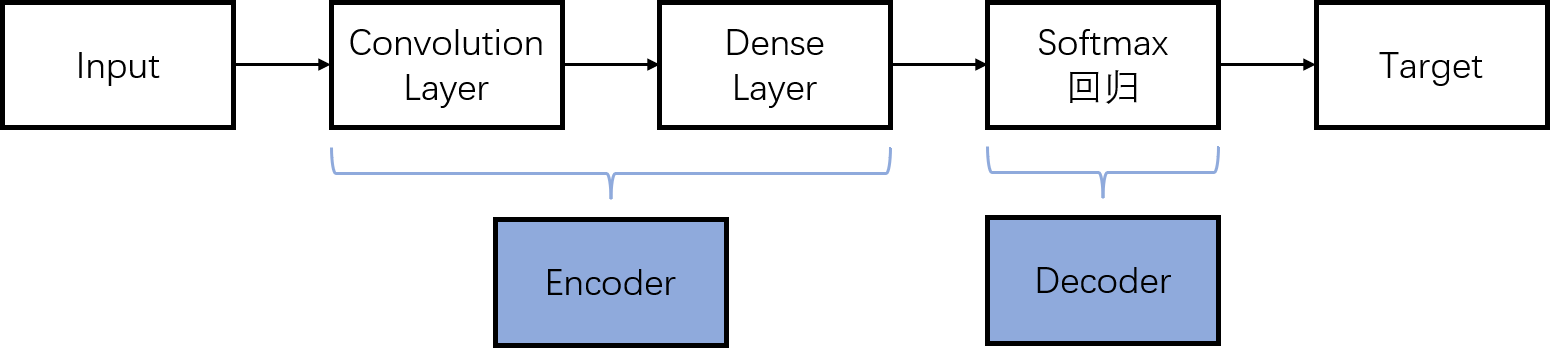 Input
Convolution
Layer
Dense
Layer
Softmax
回归
Target
Encoder
Decoder